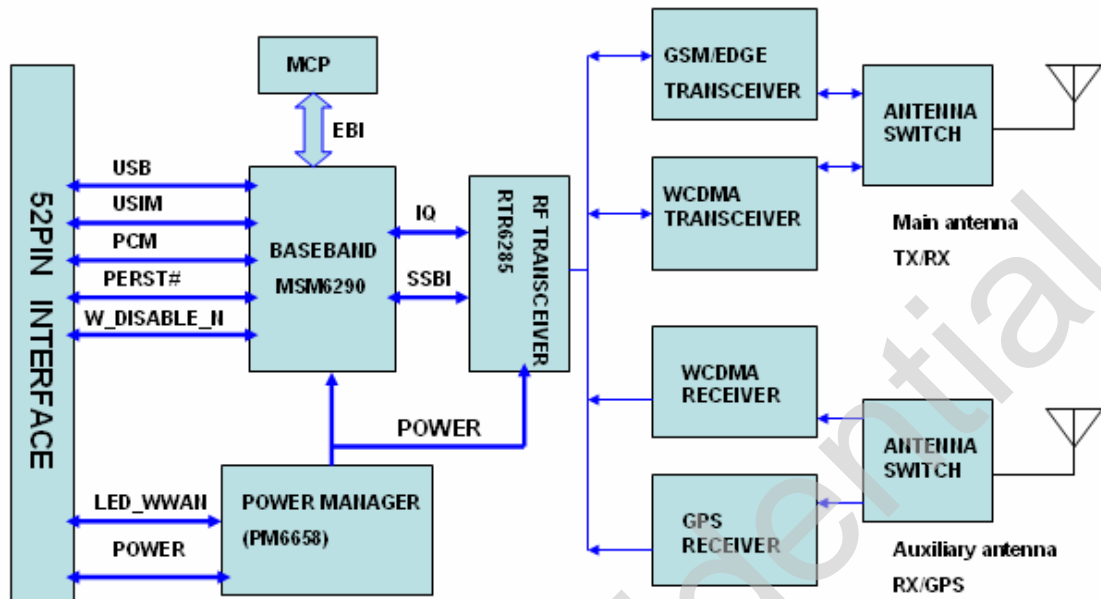 MCP
EBI
52PIN INTERFACE
USB
USIM
PCM
PERST#
W_DISABLE_N
BASEBAND
MSM6290
IQ
SSBI
RF TRANSCEIVER
RTR6285
POWER
LED_WWAN
POWER
POWER MANAGER
(PM6658)
GSM/EDGE
TRANSCEIVER
WCDMA
TRANSCEIVER
ANTENNA
SWITCH
Main antenna
TX/RX
WCDMA
RECEIVER
GPS
RECEIVER
ANTENNA
SWITCH
Auxiliary antenna
RX/GPS
idential